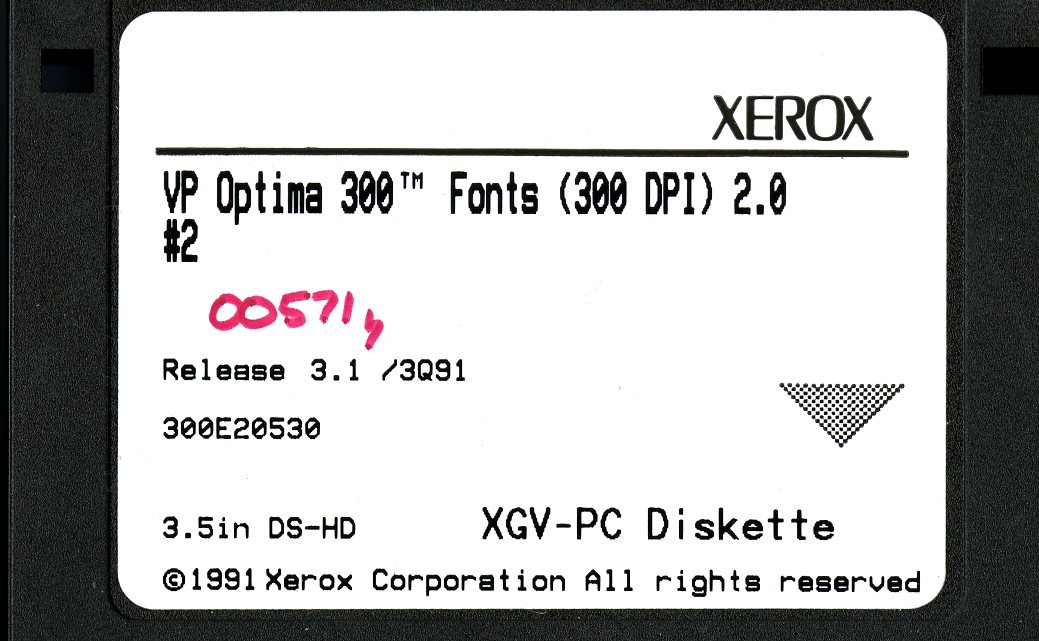 XEROX
VP Optima 300™ Fonts (300 DPI) 2.0
#2
00571y
Release 3.1 /3Q91
300E20530
3.5in DS-HD XGV-PC Diskette
©1991 Xerox Corporation All rights reserved